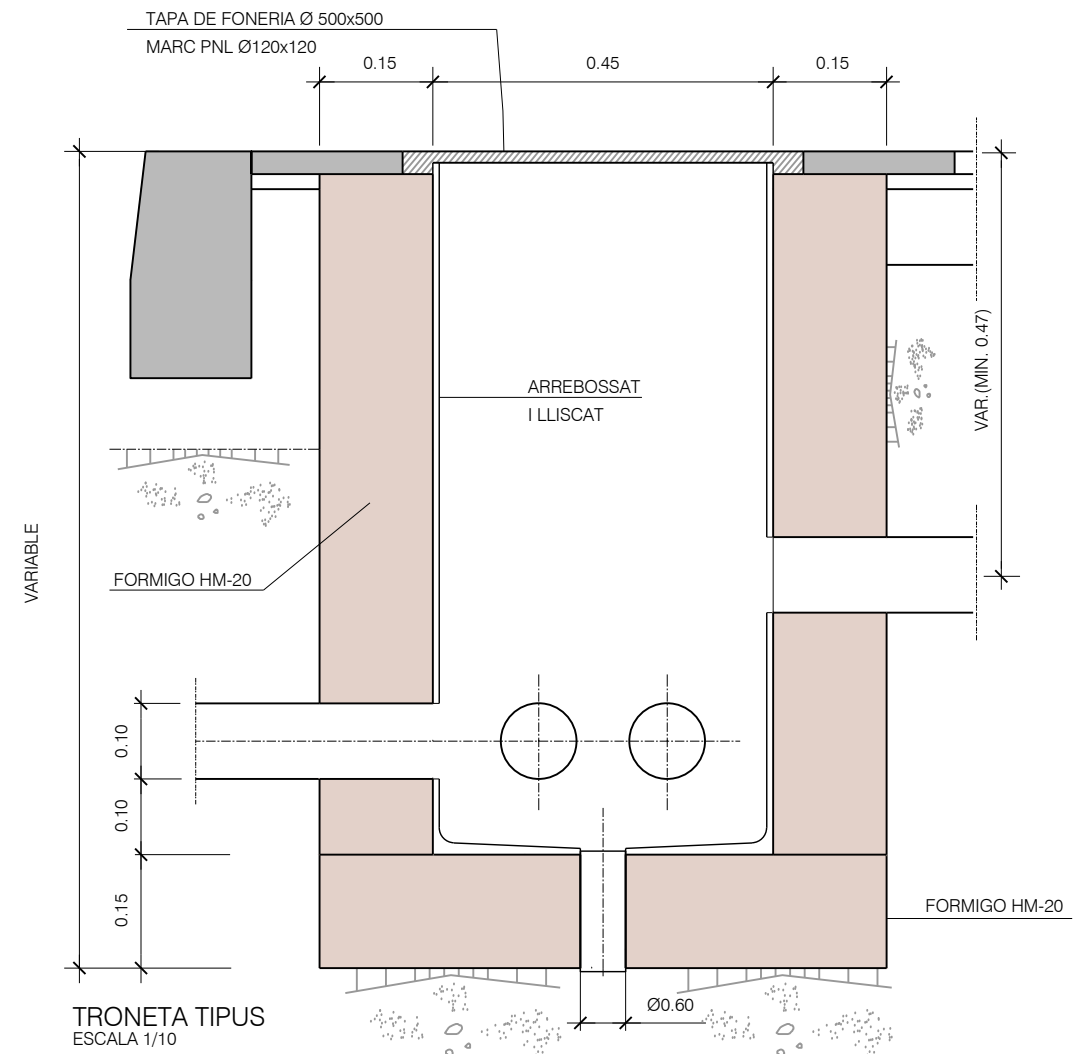 TAPA DE FONERIA Ø 500x500
MARC PNL Ø120x120
0.15
0.45
0.15
VAR.(MIN. 0.47)
ARREBOSSAT
I LLISCAT
VARIABLE
FORMIGO HM-20
0.10
0.10
0.15
FORMIGO HM-20
Ø0.60
TRONETA TIPUS
ESCALA 1/10